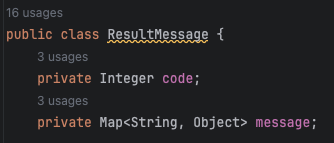 16 usages
public class ResultMessage {
3 usages
private Integer code;
3 usages
private Map<String, Object> message;